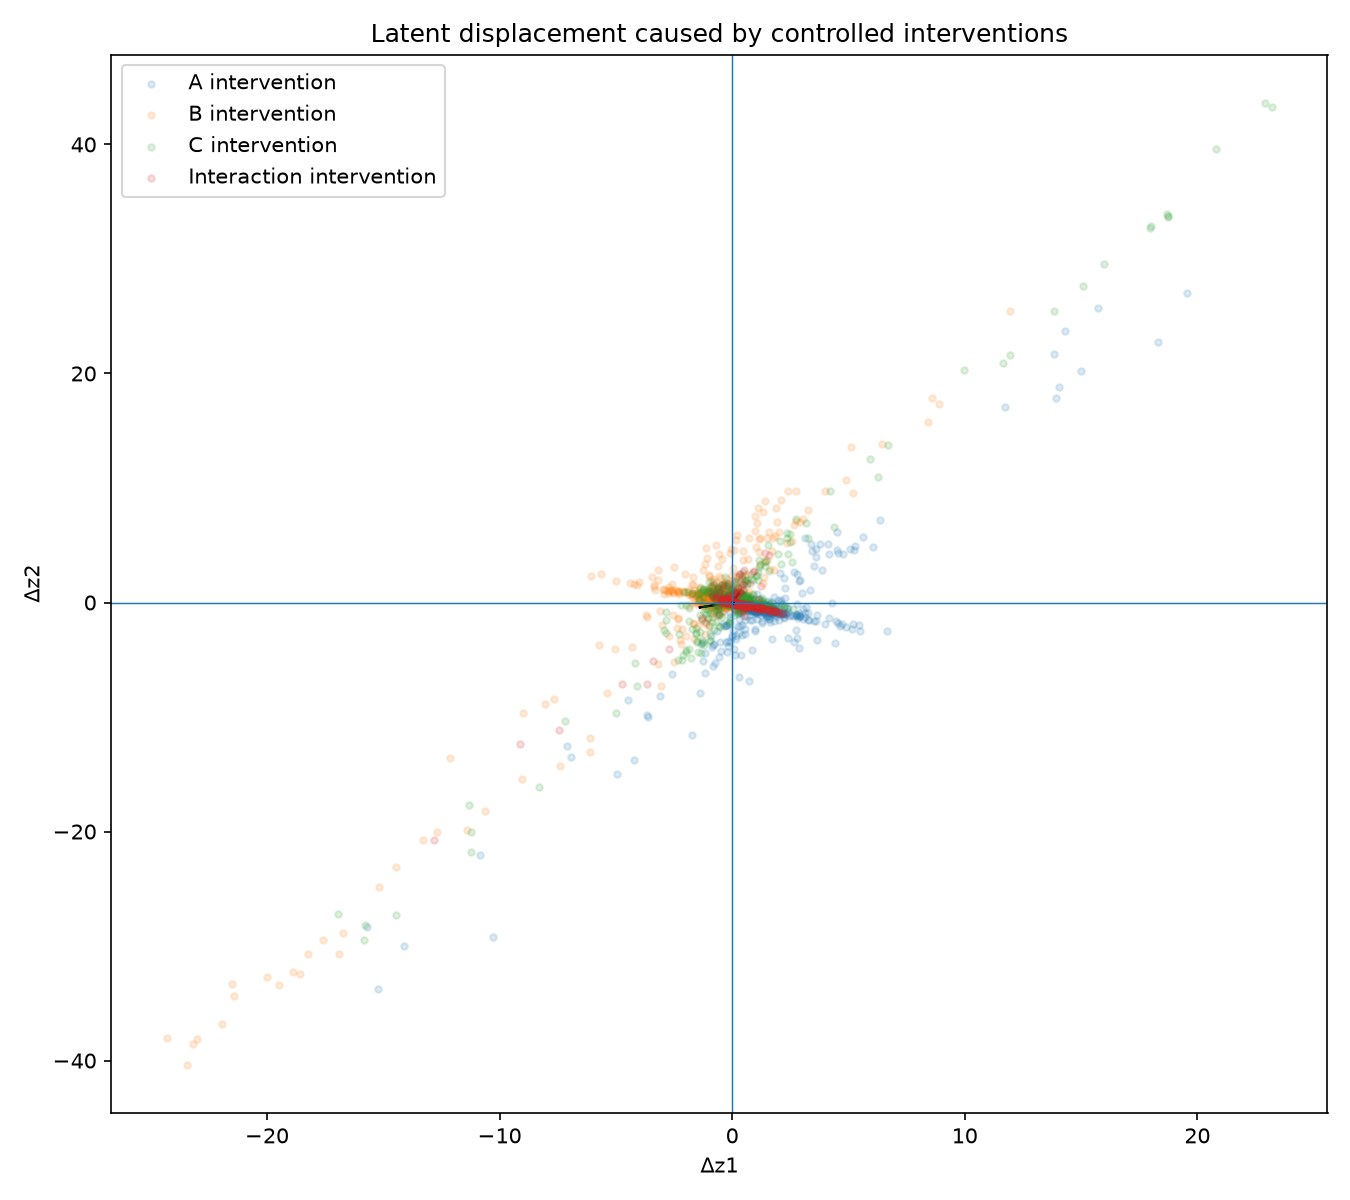 Latent displacement caused by controlled interventions
A intervention
B intervention
C intervention
Interaction intervention
40
20
0
−20
−40
Δz2
−20 −10 0 10 20
Δz1